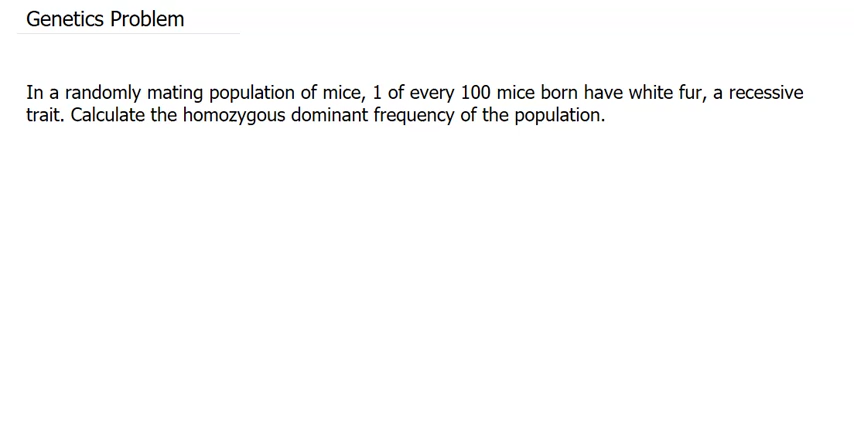 Genetics Problem
In a randomly mating population of mice, 1 of every 100 mice born have white fur, a recessive
trait. Calculate the homozygous dominant frequency of the population.